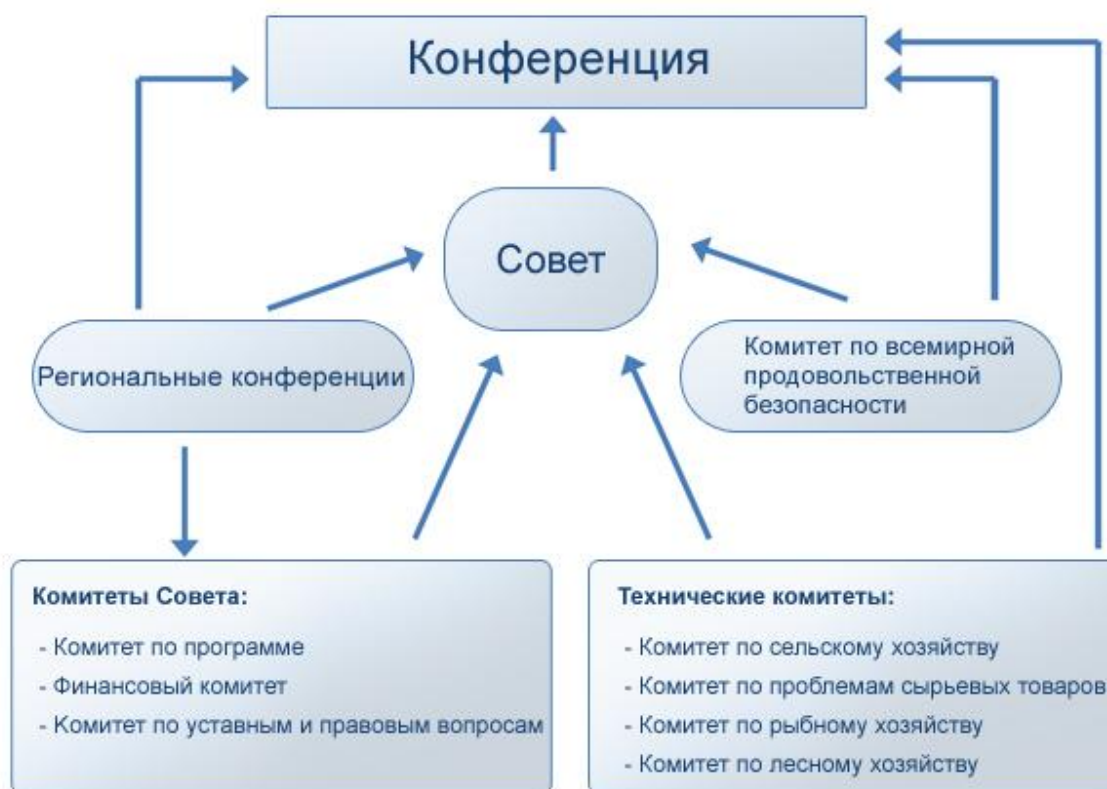 Конференция
Совет
Региональные конференции
Комитет по всемирной
продовольственной
безопасности
Комитеты Совета:
- Комитет по программе
- Финансовый комитет
- Комитет по уставным и правовым вопросам
Технические комитеты:
- Комитет по сельскому хозяйству
- Комитет по проблемам сырьевых товаров
- Комитет по рыбному хозяйству
- Комитет по лесному хозяйству